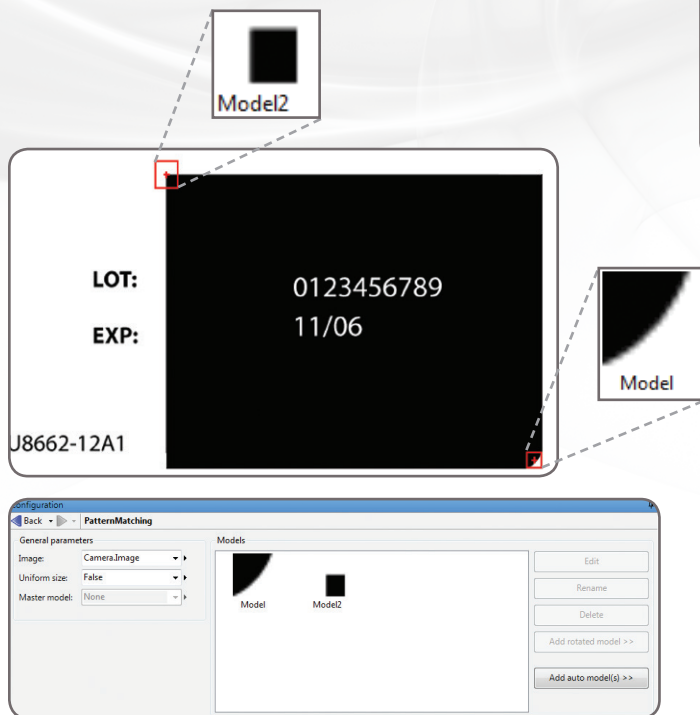 Model2
LOT:
0123456789
EXP:
11/06
Model
J8662-12A1
onfiguration
Back PatternMatching
General parameters
Models
Image: Camera.Image
Uniform size: False
Master model: None
Model
Model2
Edit
Rename
Delete
Add rotated model >>
Add auto model(s) >>